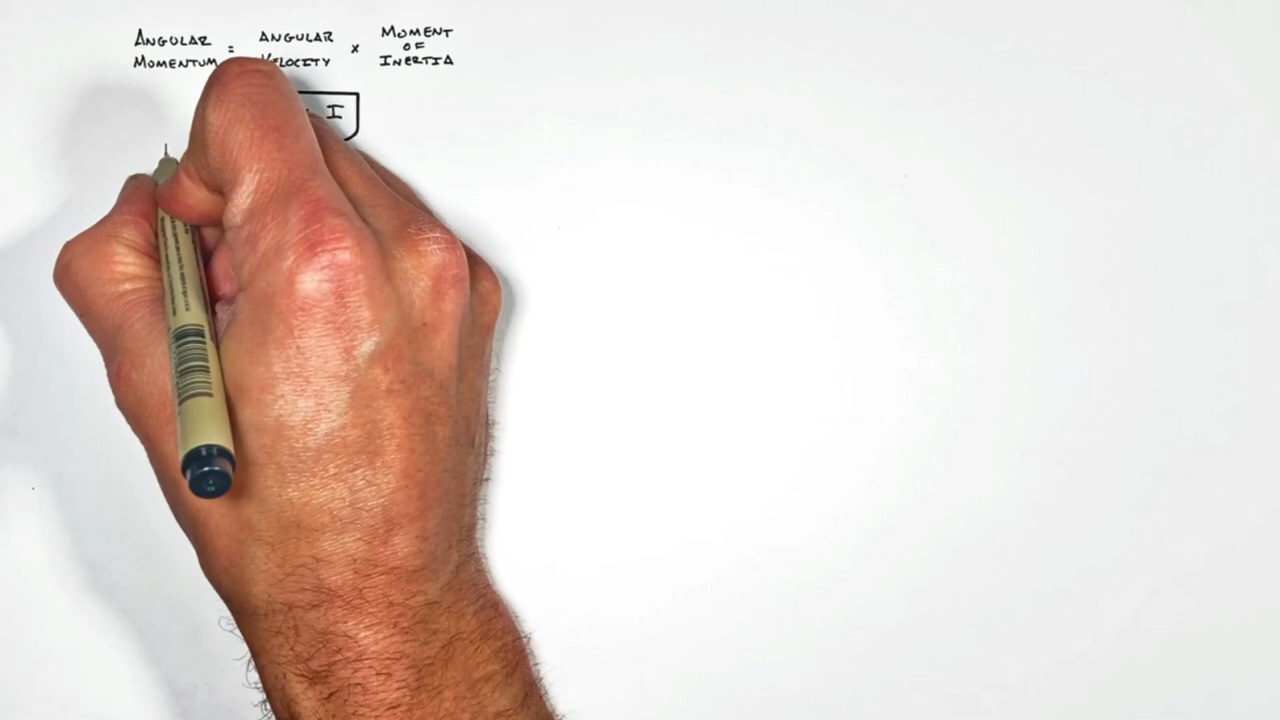 ANGULAR MOMENTUM = ANGULAR VELOCITY × MOMENT OF INERTIA
I